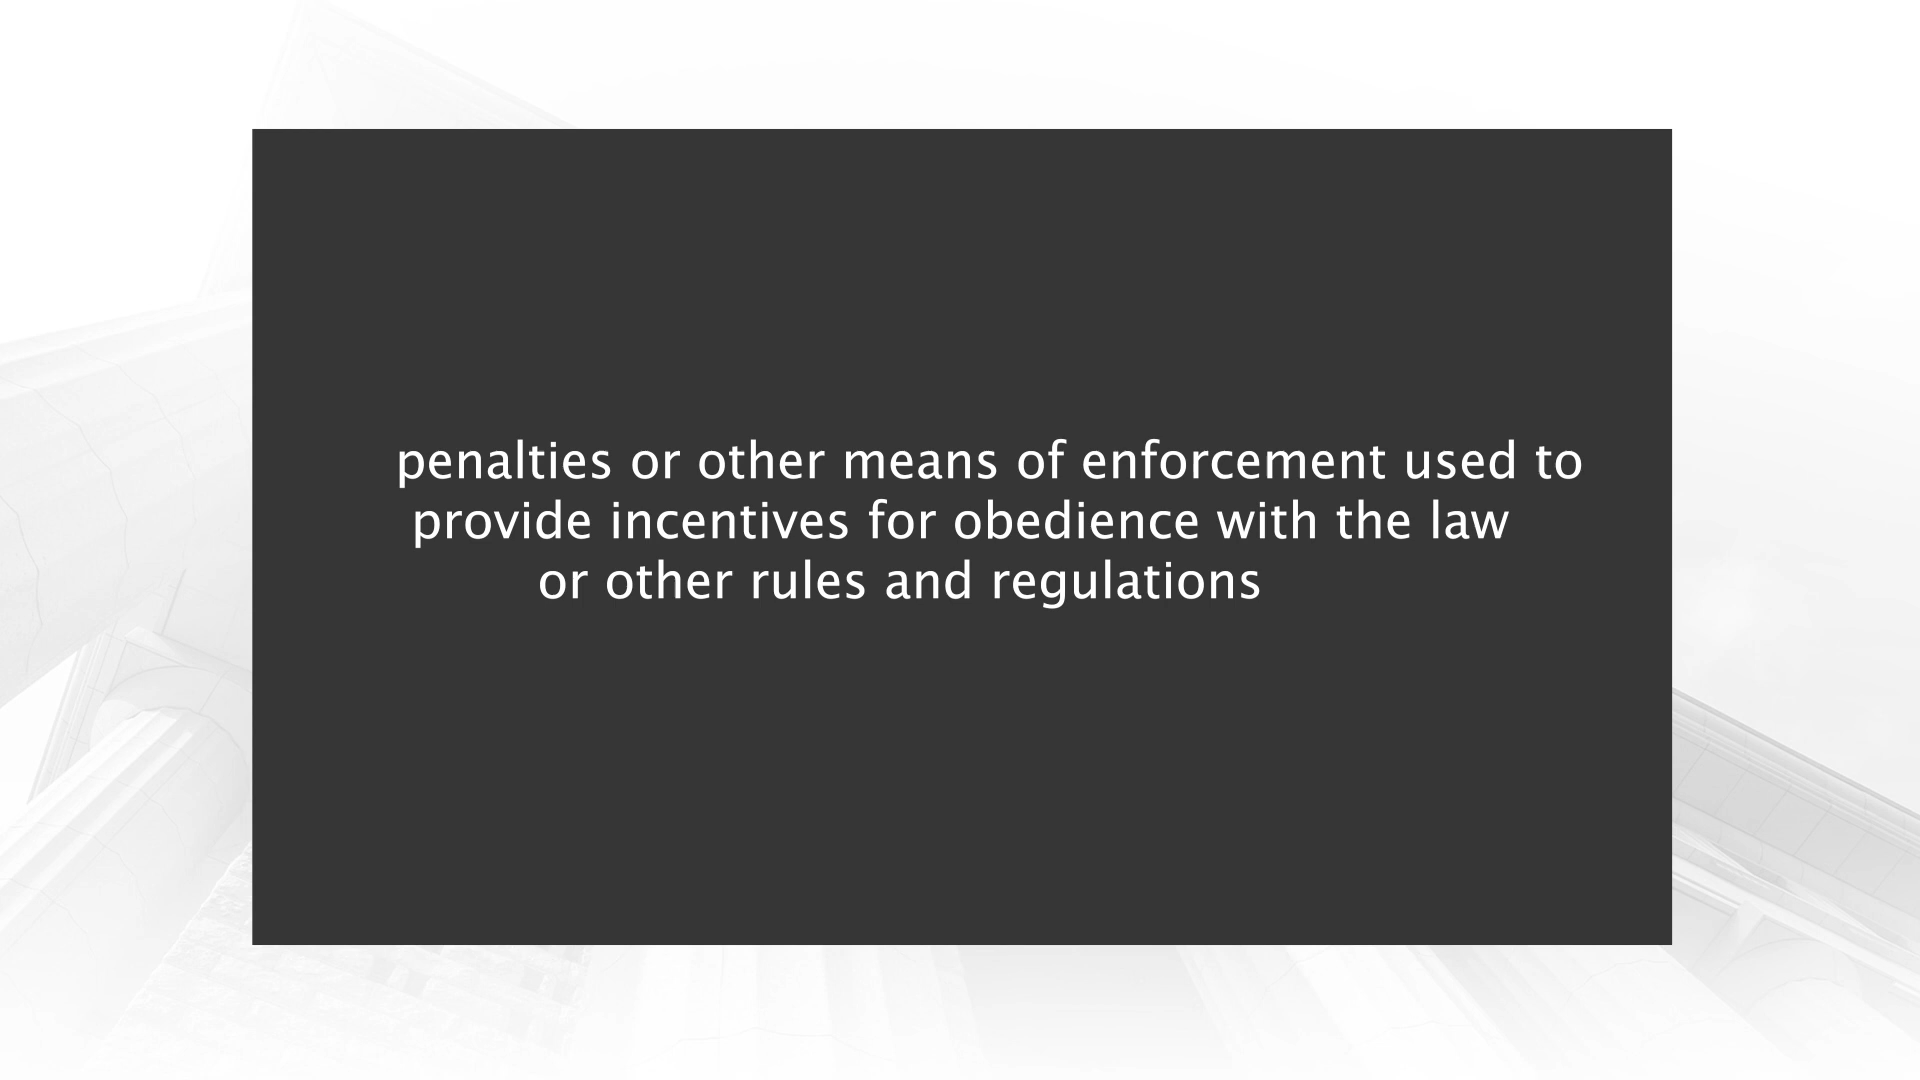 penalties or other means of enforcement used to
provide incentives for obedience with the law
or other rules and regulations